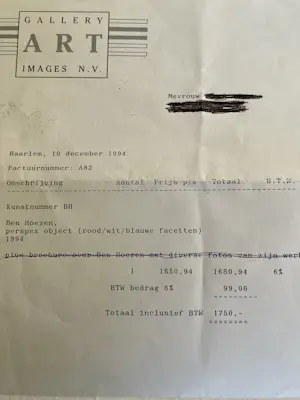 GALLERY
ART
IMAGES N.V.
Mevrouw
Haarlem, 18 december 1994
Factuurnummer: A82
Omschrijving Aantal Prijs p/s Totaal B.T.W.
Kunstnummer BH
Ben Hoezen,
perspex object (rood/wit/blauwe facetten)
1994
plus brochure over Ben Hoezen met diverse fotos van zijn werk
1 1650,94 1650,94 6%
BTW bedrag 6% 99,06
Totaal inclusief BTW 1750,-